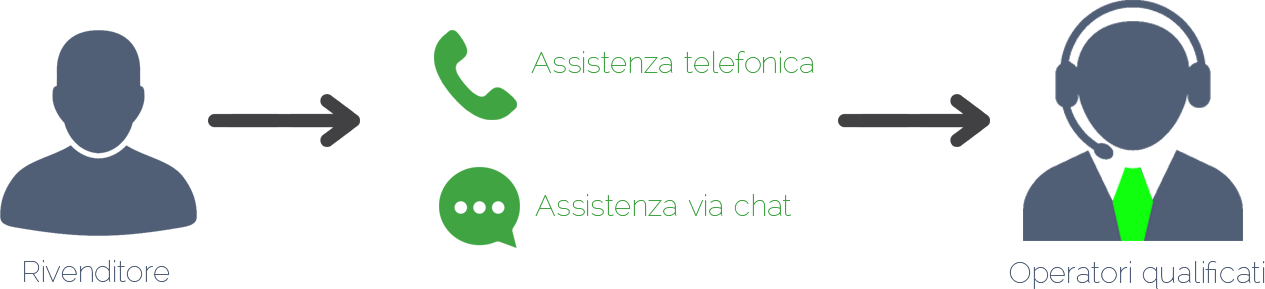 Assistenza telefonica
Assistenza via chat
Rivenditore
Operatori qualificati